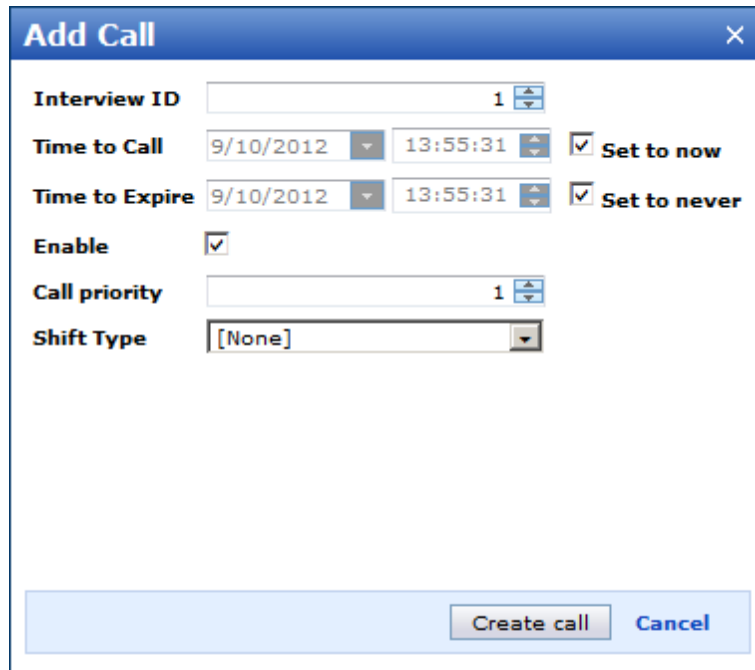 Add Call
Interview ID 1
Time to Call 9/10/2012 13:55:31 Set to now
Time to Expire 9/10/2012 13:55:31 Set to never
Enable
Call priority 1
Shift Type [None]
Create call Cancel